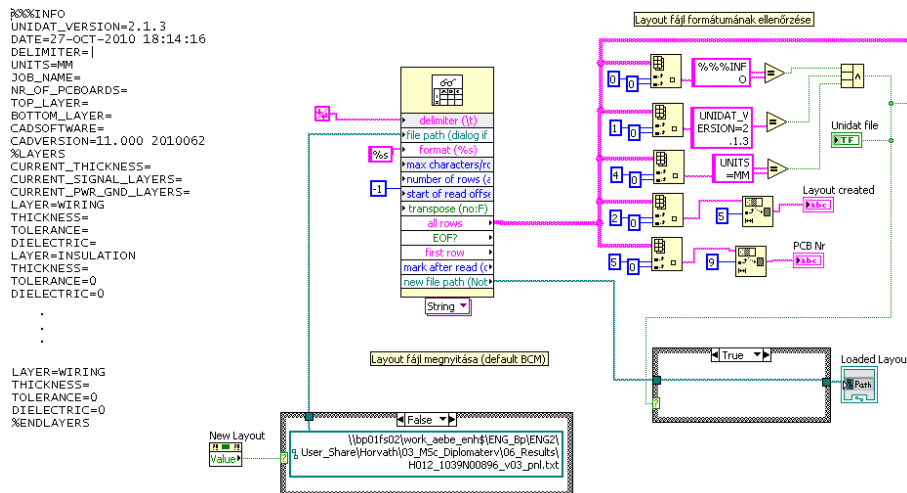 %%%INFO
UNIDAT_VERSION=2.1.3
DATE=27-OCT-2010 18:14:16
DELIMITER=|
UNITS=MM
JOB_NAME=
NR_OF_PCBOARDS=
TOP_LAYER=
BOTTOM_LAYER=
CADSOFTWARE=
CADVERSION=11.000 2010062
%LAYERS
CURRENT_THICKNESS=
CURRENT_SIGNAL_LAYERS=
CURRENT_PWR_GND_LAYERS=
LAYER=WIRING
THICKNESS=
TOLERANCE=
DIELECTRIC=
LAYER=INSULATION
THICKNESS=
TOLERANCE=0
DIELECTRIC=0
.
.
.
LAYER=WIRING
THICKNESS=
TOLERANCE=0
DIELECTRIC=0
%ENDLAYERS
delimiter (\t)
file path (dialog if
format (%s)
max characters/ro
number of rows (a
start of read offse
transpose (no:F)
all rows
EOF?
first row
mark after read (c
new file path (Not
String
%s
-1
Layout fájl megnyitása (default BCM)
New Layout
Value
False
\\bp01fs02\work_aebe_enh$\ENG_Bp\ENG2\
User_Share\Horvath\03_MSc_Diplomaterv\06_Results\
H012_1039N00896_v03_pnl.txt
Layout fájl formátumának ellenőrzése
0
0
%%%INF
O
=
1
0
UNIDAT_V
ERSION=2
.1.3
=
4
0
UNITS
=MM
=
2
0
5
5
0
9
Unidat file
TF
Layout created
abc
PCB Nr
abc
True
Loaded Layou
Path